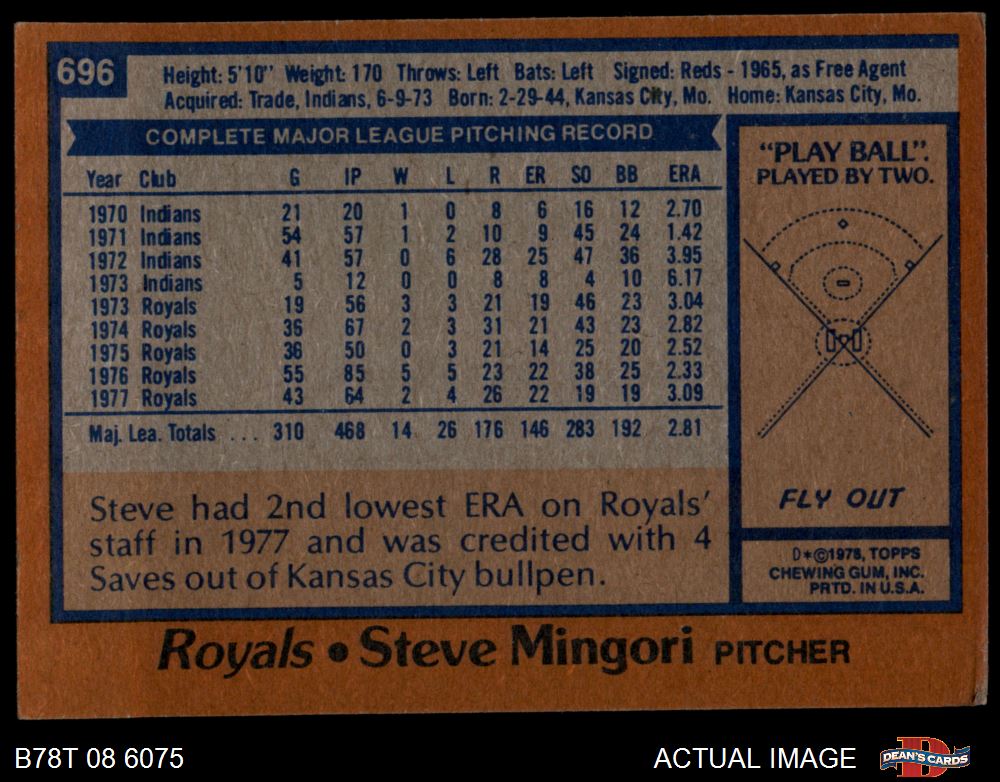 696
Height: 5'10" Weight: 170 Throws: Left Bats: Left Signed: Reds - 1965, as Free Agent
Acquired: Trade, Indians, 6-9-73 Born: 2-29-44, Kansas City, Mo. Home: Kansas City, Mo.
COMPLETE MAJOR LEAGUE PITCHING RECORD
Year Club G IP W L R ER SO BB ERA
1970 Indians 21 20 1 0 8 6 16 12 2.70
1971 Indians 54 57 1 2 10 9 45 24 1.42
1972 Indians 41 57 0 6 28 25 47 36 3.95
1973 Indians 5 12 0 0 8 8 4 10 6.17
1973 Royals 19 56 3 3 21 19 46 23 3.04
1974 Royals 36 67 2 3 31 21 43 23 2.82
1975 Royals 36 50 0 3 21 14 25 20 2.52
1976 Royals 55 85 5 5 23 22 38 25 2.33
1977 Royals 43 64 2 4 26 22 19 19 3.09
Maj. Lea. Totals ... 310 468 14 26 176 146 283 192 2.81
Steve had 2nd lowest ERA on Royals'
staff in 1977 and was credited with 4
Saves out of Kansas City bullpen.
"PLAY BALL".
PLAYED BY TWO.
FLY OUT
D*©1978, TOPPS
CHEWING GUM, INC.
PRTD. IN U.S.A.
Royals • Steve Mingori PITCHER
B78T 08 6075
ACTUAL IMAGE
DEAN'S CARDS